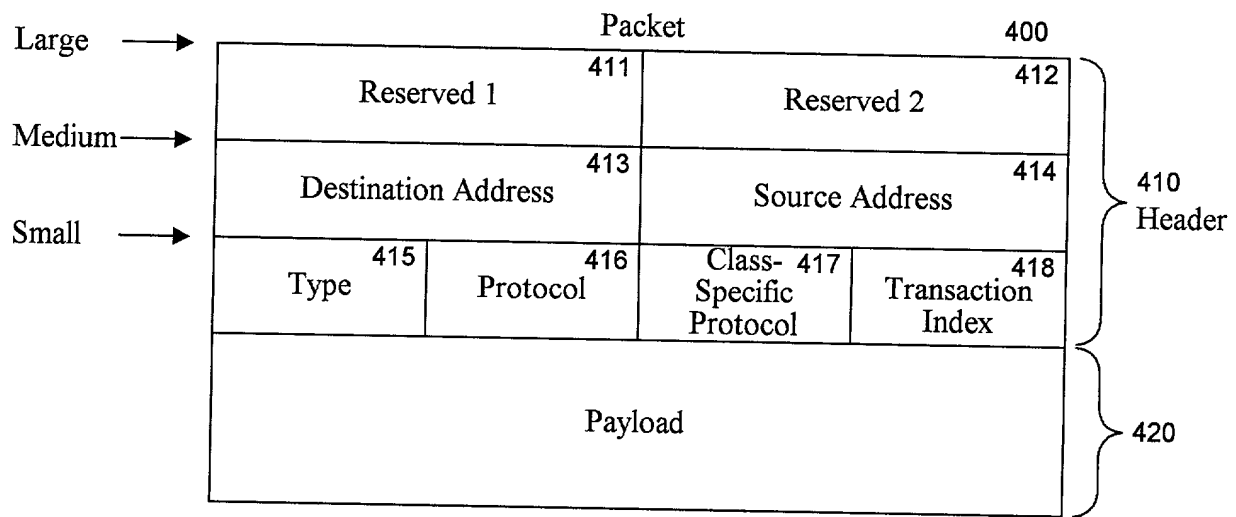 Packet 400
Large
411
Reserved 1
412
Reserved 2
Medium
413
Destination Address
414
Source Address
410
Header
Small
415
Type
416
Protocol
Class- 417
Specific
Protocol
418
Transaction
Index
Payload
420